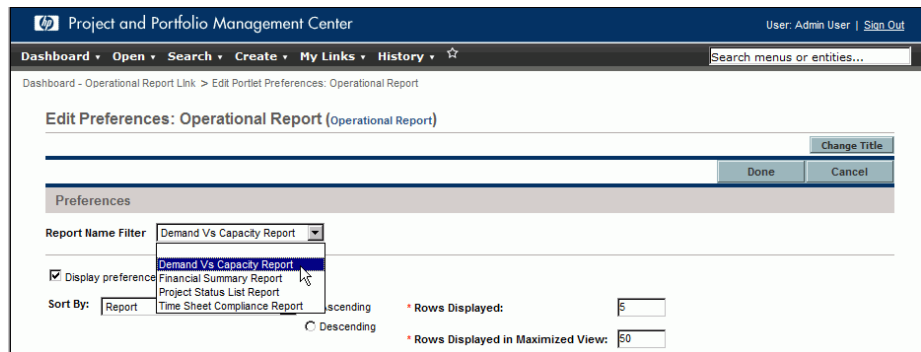 hp Project and Portfolio Management Center User: Admin User | Sign Out
Dashboard Open Search Create My Links History Search menus or entities...
Dashboard - Operational Report Link > Edit Portlet Preferences: Operational Report
Edit Preferences: Operational Report (Operational Report)
Change Title
Done Cancel
Preferences
Report Name Filter Demand Vs Capacity Report
Demand Vs Capacity Report
Display preference Financial Summary Report
Project Status List Report
Sort By: Report Time Sheet Compliance Report scending * Rows Displayed: 5
Descending
* Rows Displayed in Maximized View: 50